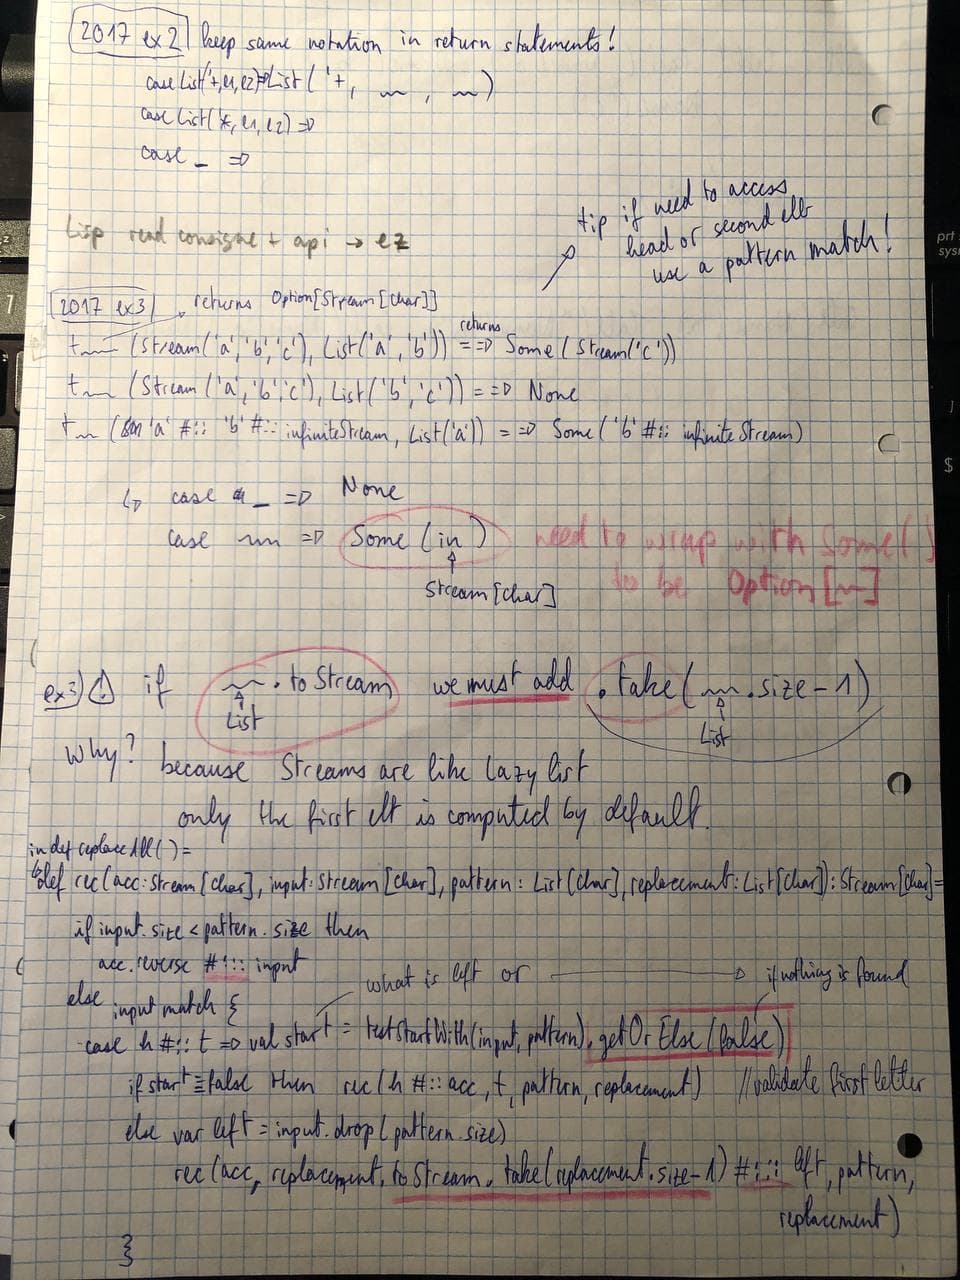 2017 ex2 keep same notation in return statements!
case List('+, e1, e2) => List('+, ~~ , ~~)
case List(*, e1, e2) =>
case _ =>
tip if need to access
head or second elt
use a pattern match!
Lisp read consigne + api → ez
2017 ex3 returns Option[Stream[Char]]
returns
t~~ (Stream('a','b','c'), List('a','b')) ==> Some(Stream('c'))
t~~ (Stream('a','b','c'), List('b','c')) ==> None
t~~ ('a' #:: 'b' #:: infiniteStream, List('a')) ==> Some('b' #:: infiniteStream)
↳ case _ => None
case ~~ => Some(in) need to wrap with Some()
Stream[Char] to be Option[~]
ex3) ⚠ if ~~.toStream we must add .take(~~.size-1)
List List
Why? because Streams are like lazy list
only the first elt is computed by default.
in def replaceAll()=
↳def rec(acc:Stream[Char], input:Stream[Char], pattern:List[Char], replacement:List[Char]):Stream[Char]=
if input.size < pattern.size then
acc.reverse #::: input
what is left or → if nothing is found
else input match {
case h #:: t => val start = testStartWith(input, pattern).getOrElse(false)
if start == false then rec(h #:: acc, t, pattern, replacement) //validate first letter
else var left = input.drop(pattern.size)
rec(acc, replacement.toStream.take(replacement.size-1) #::: left, pattern,
replacement)
}